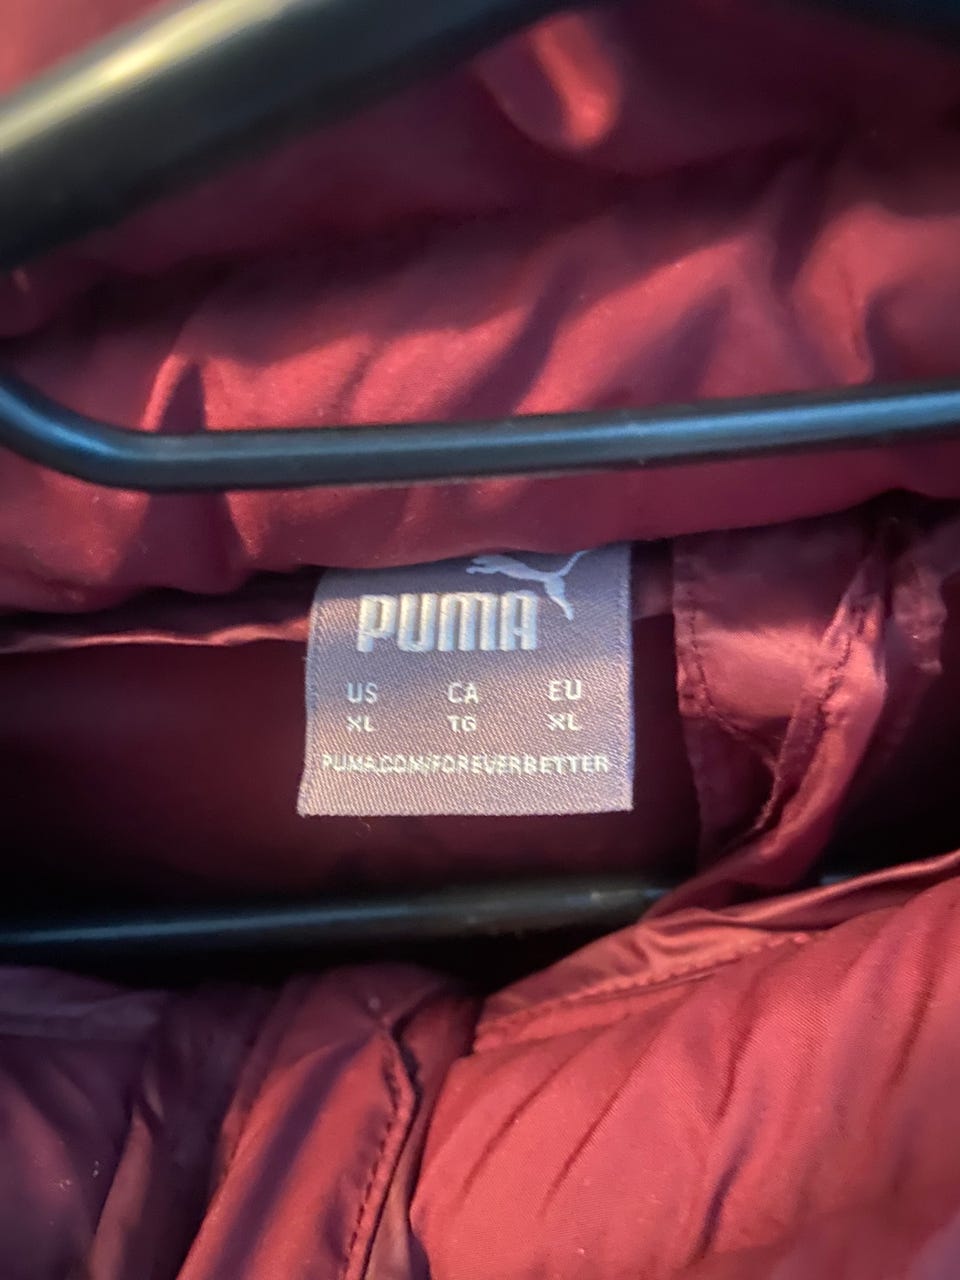 PUMA
US CA EU
XL TG XL
PUMA.COM/FOREVERBETTER